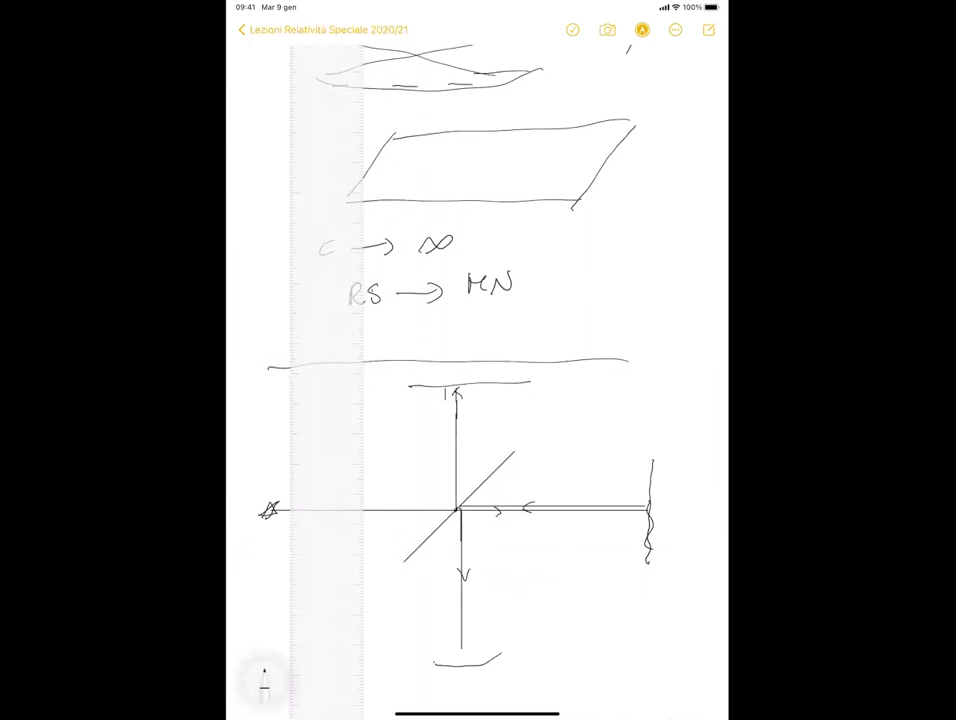 09:41 Mar 9 gen
100%
Lezioni Relatività Speciale 2020/21
C → ∞
RS → MN